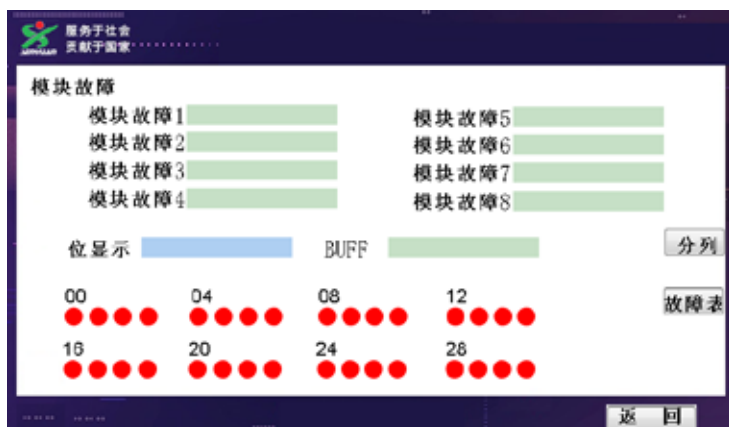 服务于社会
贡献于国家
模块故障
模块故障1
模块故障5
模块故障2
模块故障6
模块故障3
模块故障7
模块故障4
模块故障8
位显示
BUFF
分列
00 04 08 12
故障表
16 20 24 28
返 回